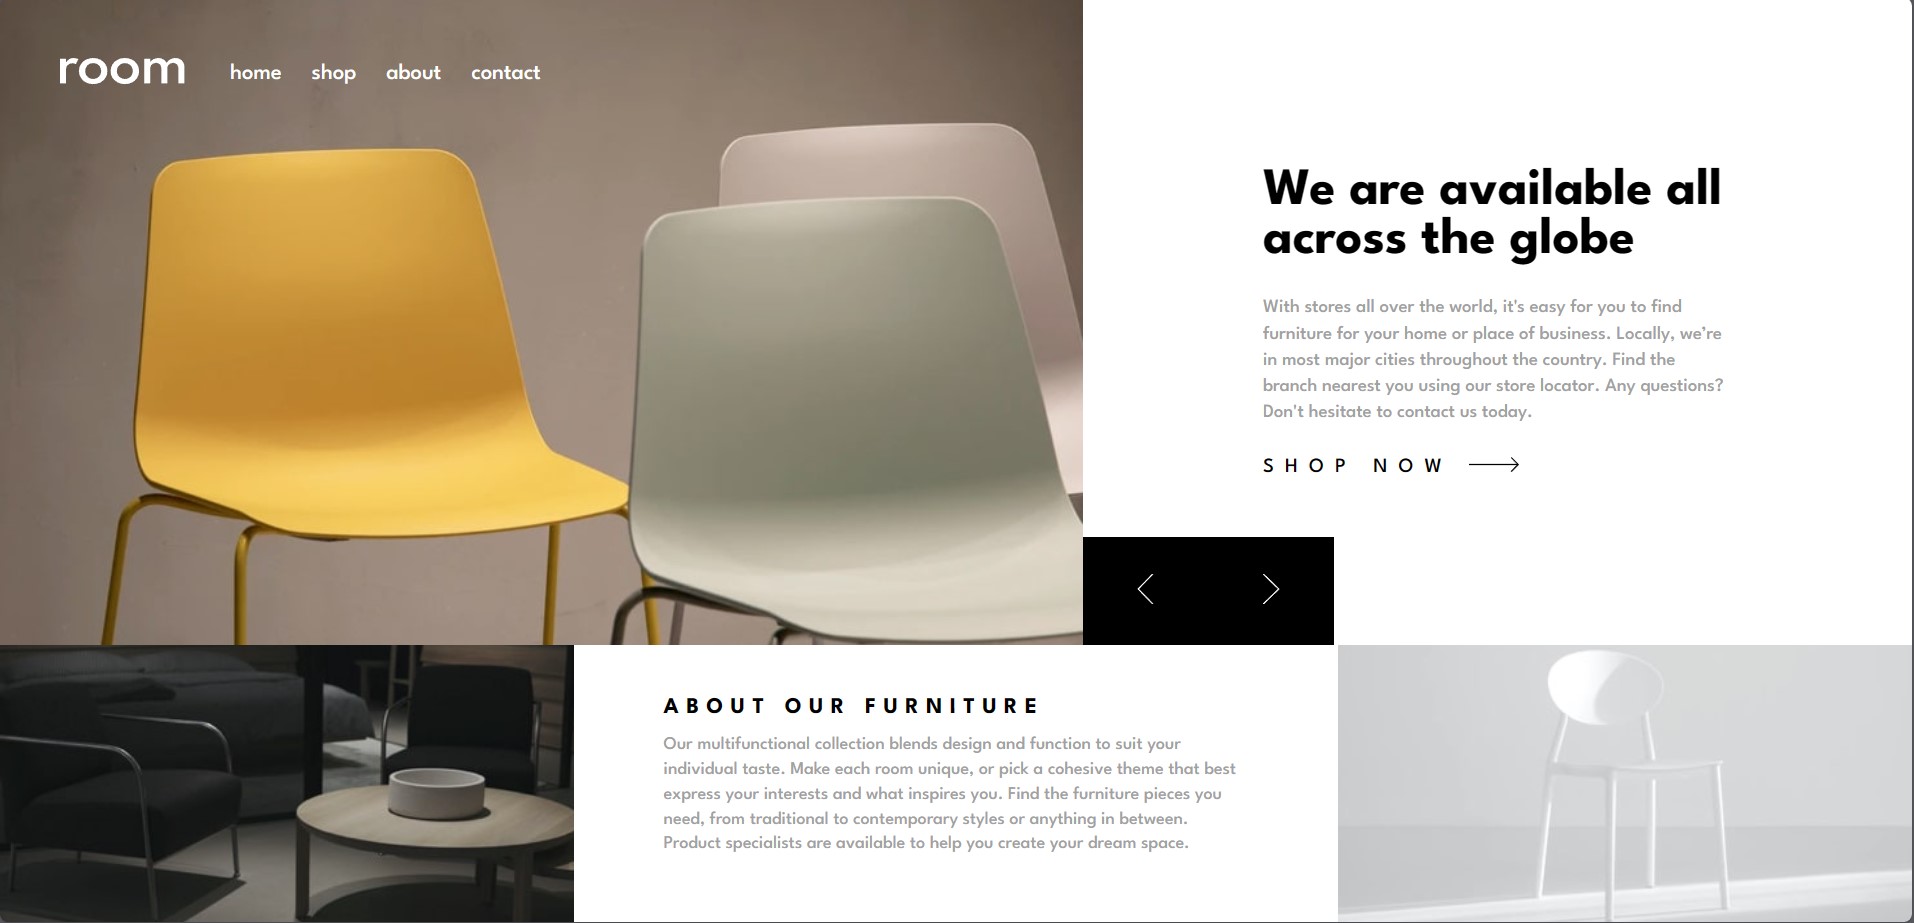 room
home shop about contact
We are available all
across the globe
With stores all over the world, it's easy for you to find
furniture for your home or place of business. Locally, we’re
in most major cities throughout the country. Find the
branch nearest you using our store locator. Any questions?
Don't hesitate to contact us today.
SHOP NOW
ABOUT OUR FURNITURE
Our multifunctional collection blends design and function to suit your
individual taste. Make each room unique, or pick a cohesive theme that best
express your interests and what inspires you. Find the furniture pieces you
need, from traditional to contemporary styles or anything in between.
Product specialists are available to help you create your dream space.